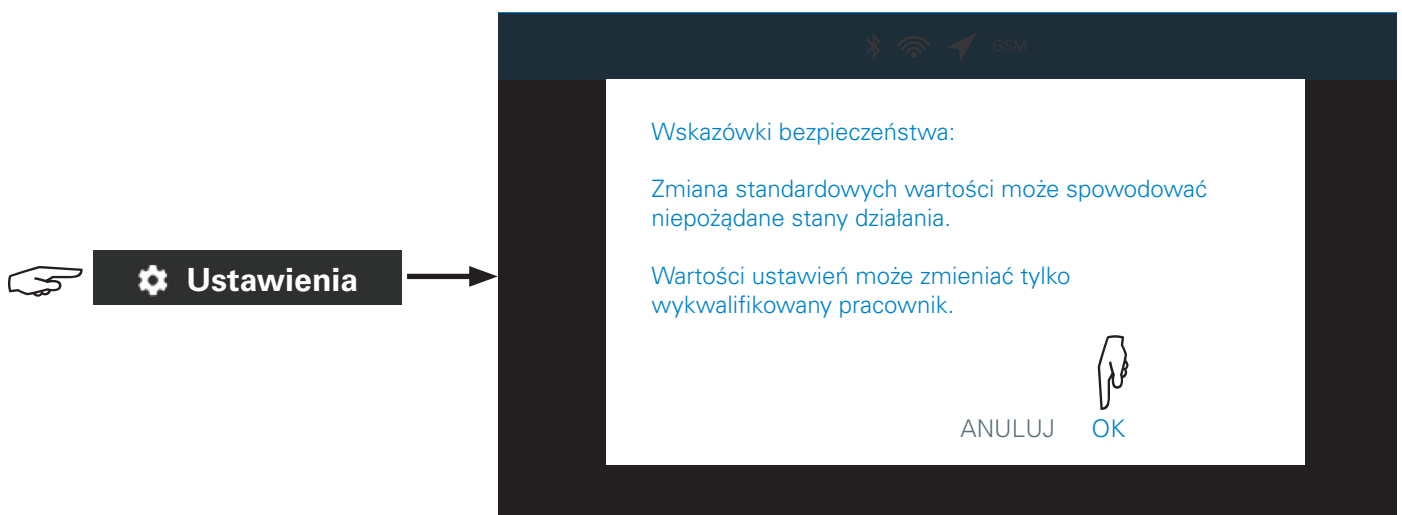 GSM
Wskazówki bezpieczeństwa:
Zmiana standardowych wartości może spowodować
niepożądane stany działania.
Ustawienia
Wartości ustawień może zmieniać tylko
wykwalifikowany pracownik.
ANULUJ OK